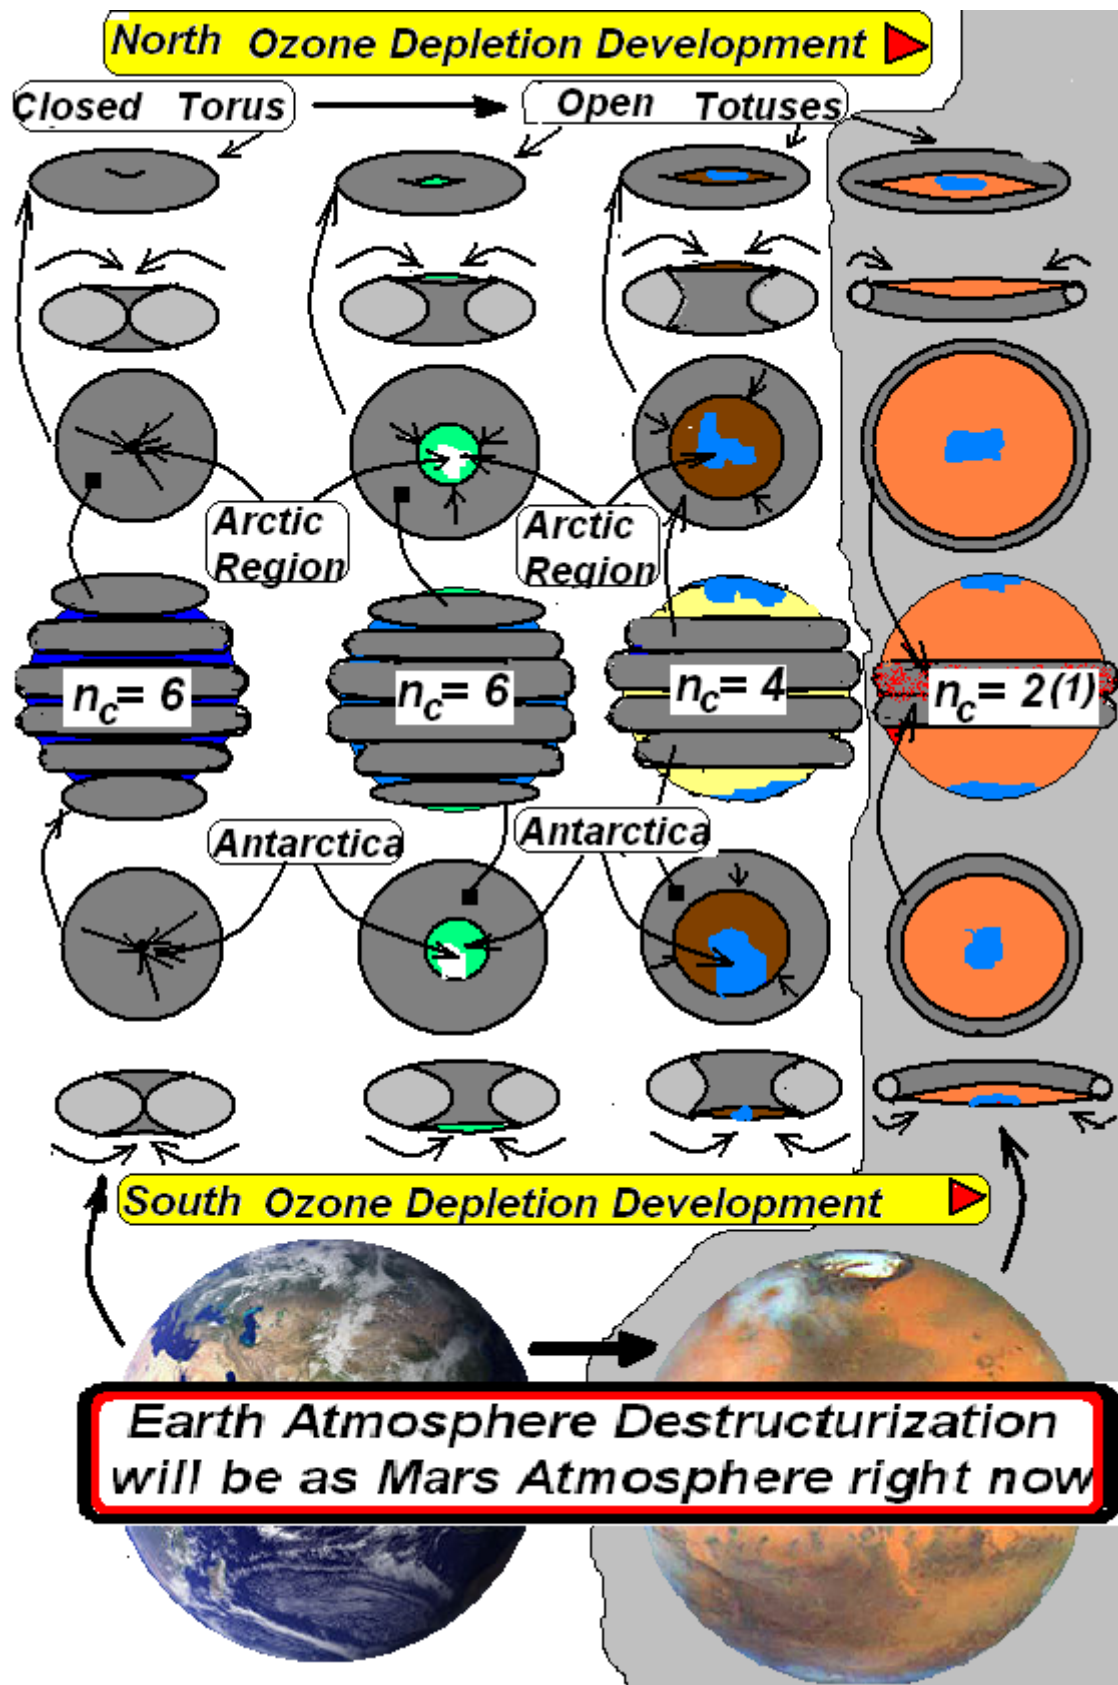 North Ozone Depletion Development
Closed Torus
Open Totuses
Arctic
Region
Arctic
Region
nc= 6
nc= 6
nc= 4
nc= 2(1)
Antarctica
Antarctica
South Ozone Depletion Development
Earth Atmosphere Destructurization
will be as Mars Atmosphere right now